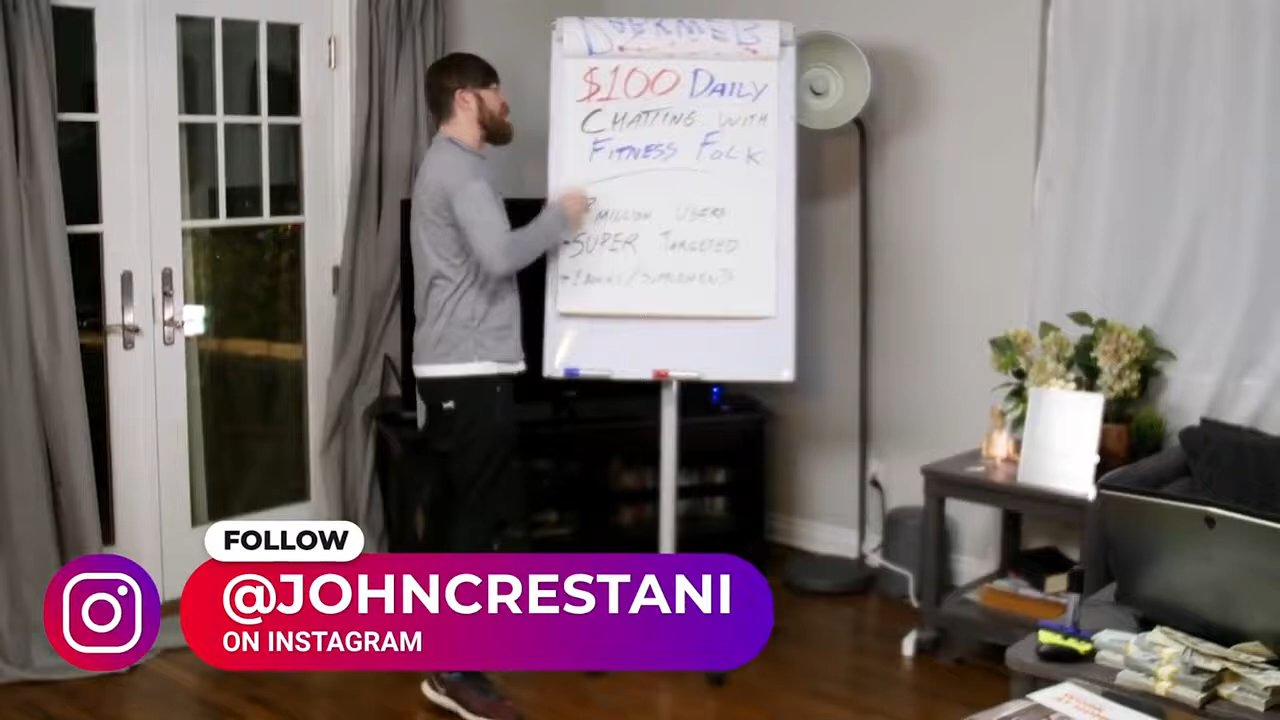 $100 DAILY
CHATTING WITH
FITNESS FOLK
MILLION USERS
-SUPER TARGETED
FOLLOW
@JOHNCRESTANI
ON INSTAGRAM